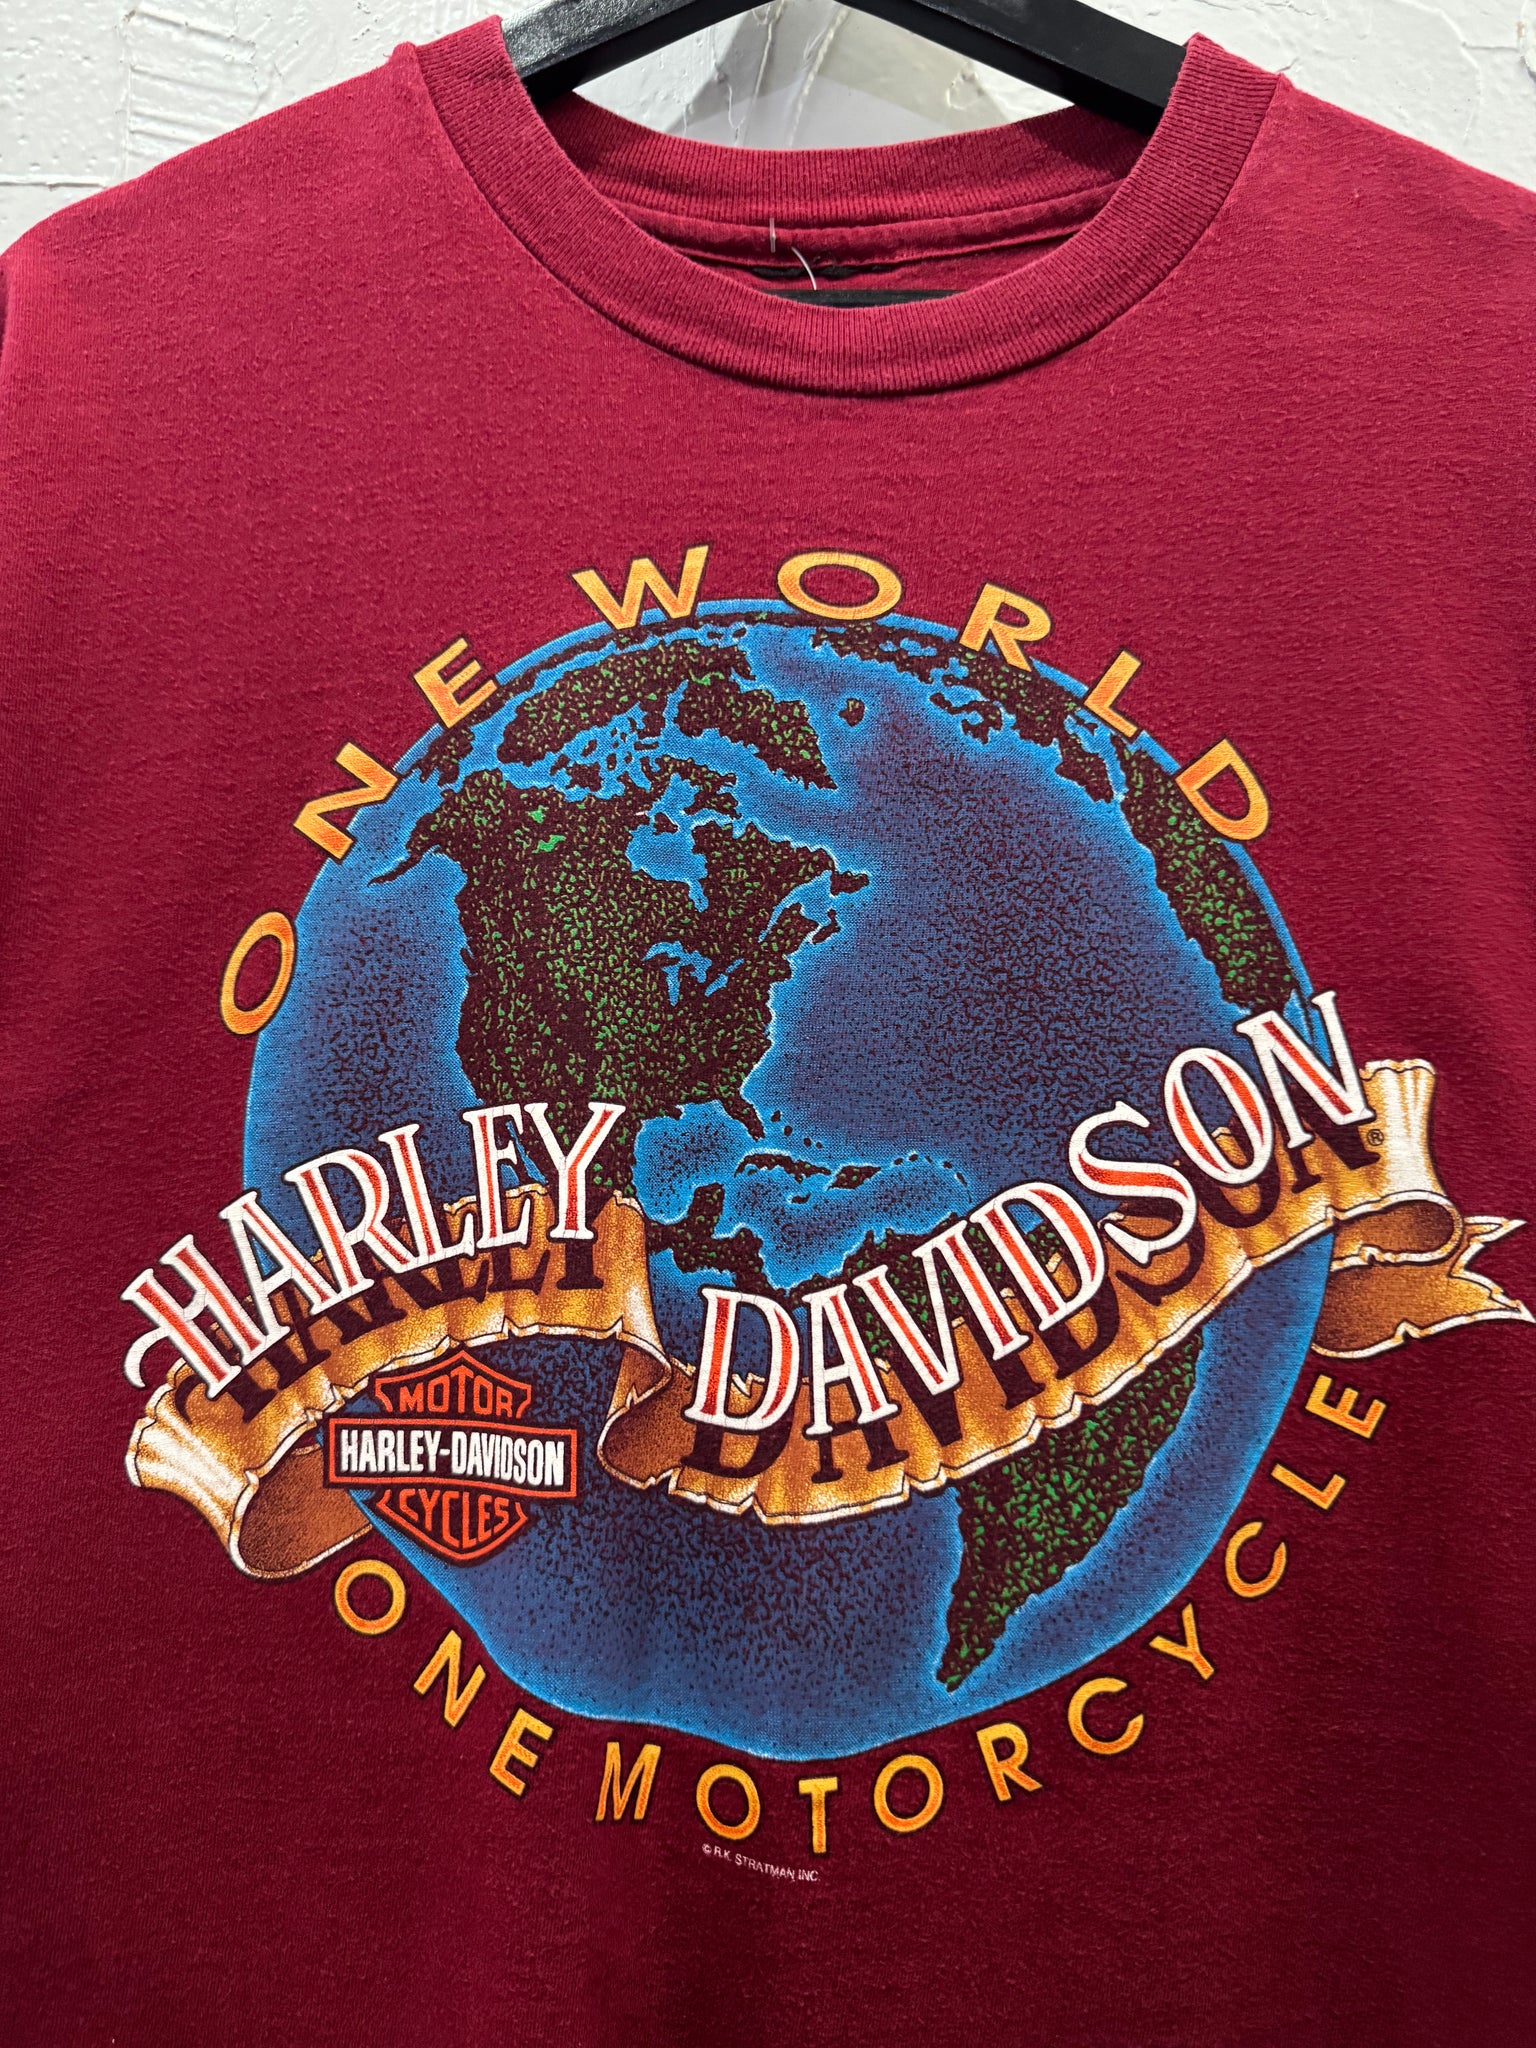 ONE WORLD
HARLEY DAVIDSON®
MOTOR
HARLEY-DAVIDSON
CYCLES
ONE MOTORCYCLE
© R.K. STRATMAN INC.